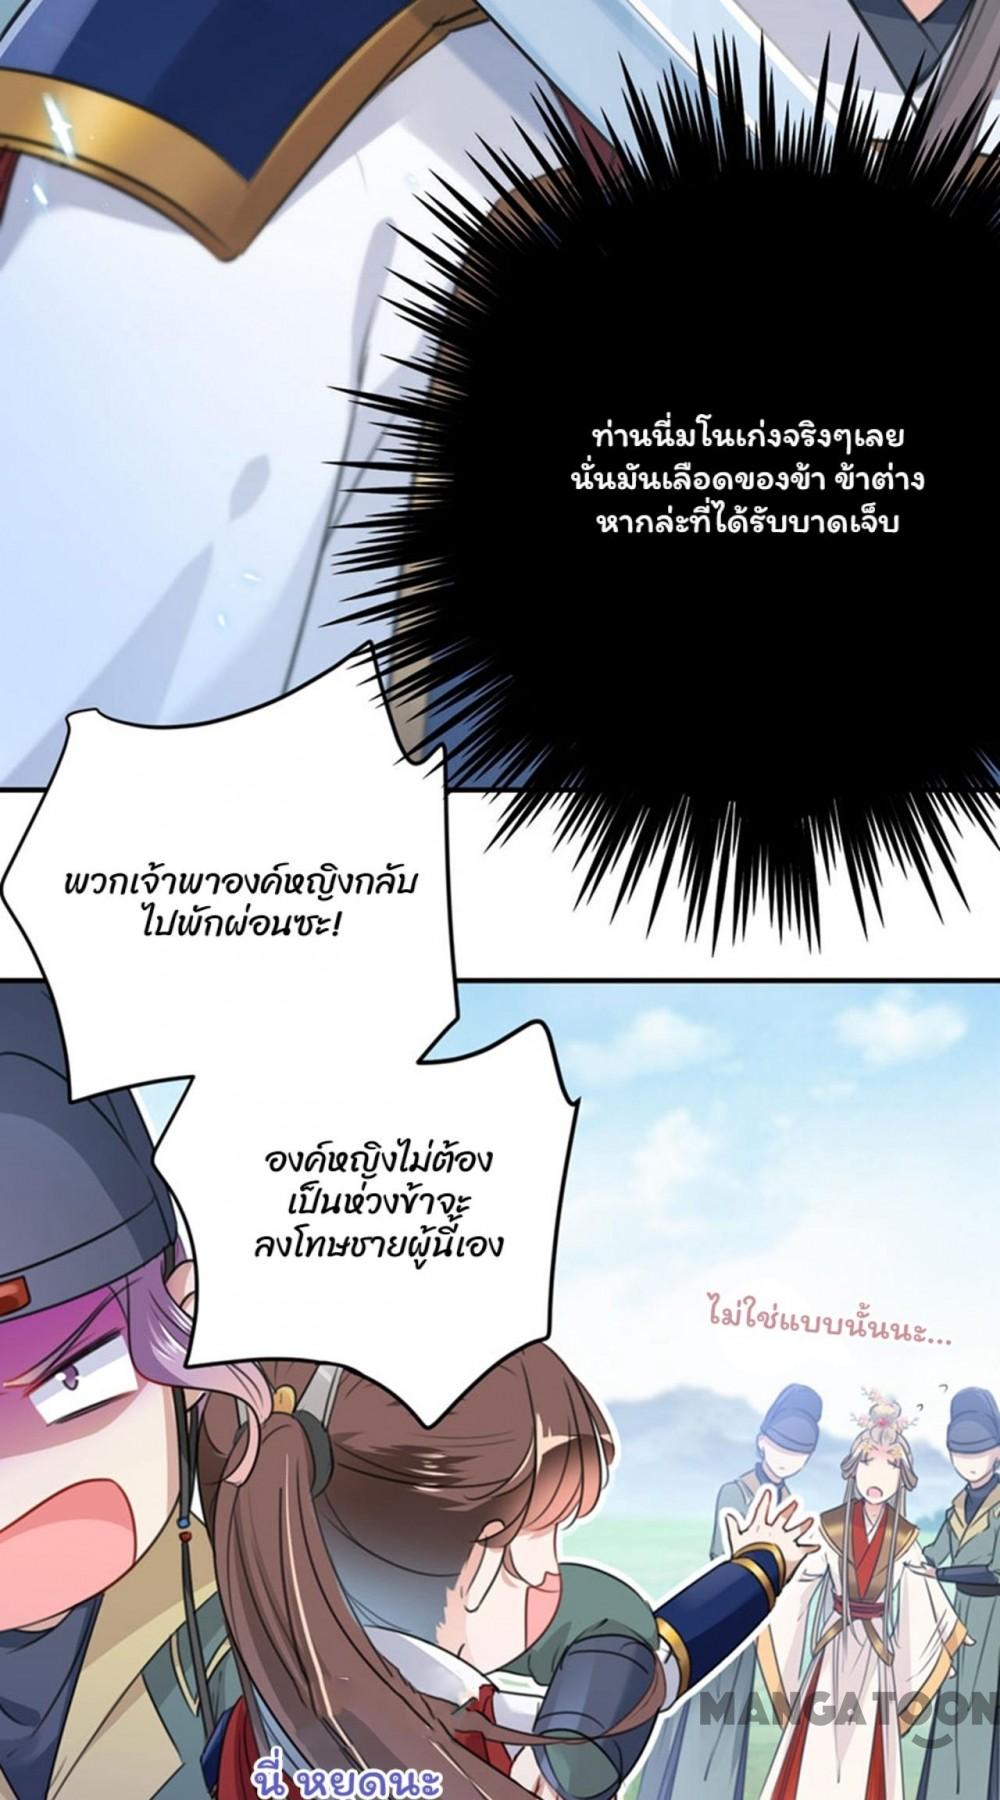 ท่านนี่มโนเก่งจริงๆเลย
นั่นมันเลือดของข้า ข้าต่าง
หากล่ะที่ได้รับบาดเจ็บ
พวกเจ้าพาองค์หญิงกลับ
ไปพักผ่อนซะ!
องค์หญิงไม่ต้อง
เป็นห่วงข้าจะ
ลงโทษชายผู้นี้เอง
ไม่ใช่แบบนั้นนะ...
MANGATOON
นี่ หยุดนะ